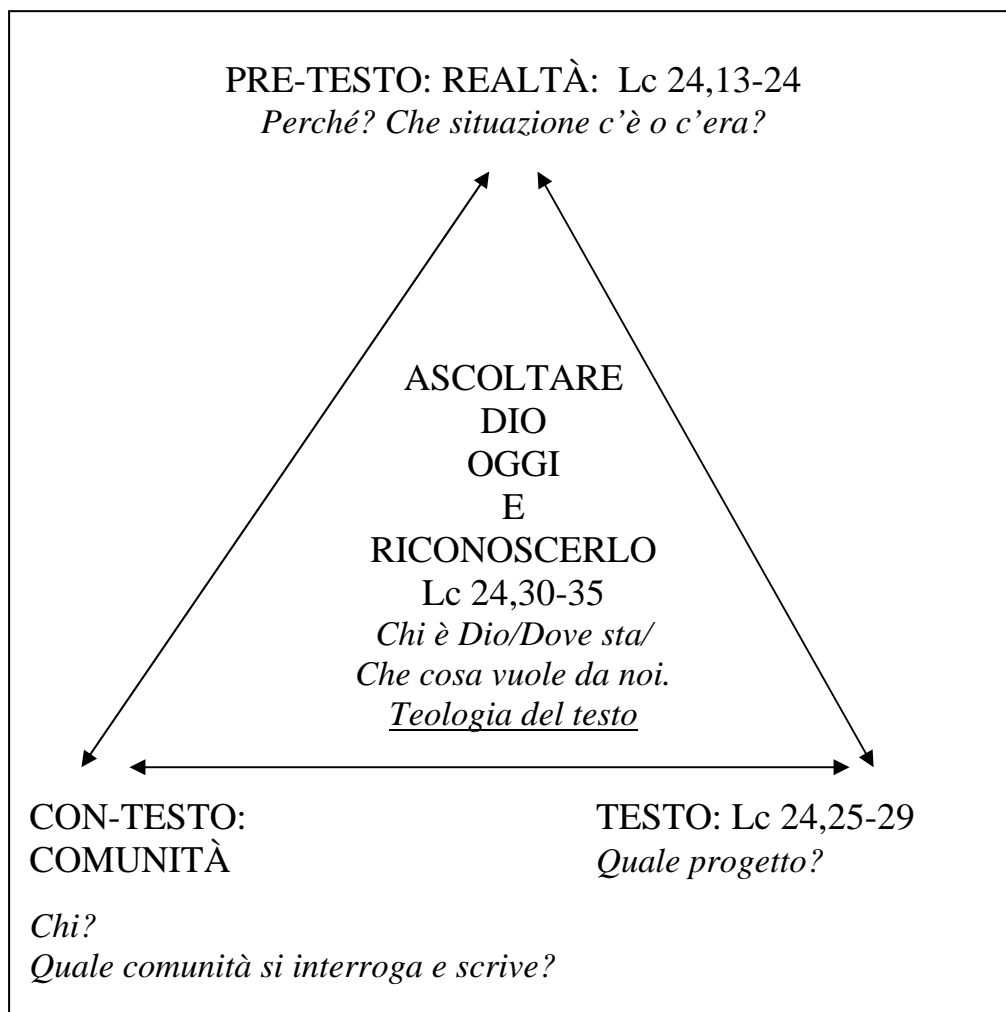 PRE-TESTO: REALTÀ: Lc 24,13-24
Perché? Che situazione c'è o c'era?
ASCOLTARE
DIO
OGGI
E
RICONOSCERLO
Lc 24,30-35
Chi è Dio/Dove sta/
Che cosa vuole da noi.
Teologia del testo
CON-TESTO:
COMUNITÀ
Chi?
Quale comunità si interroga e scrive?
TESTO: Lc 24,25-29
Quale progetto?